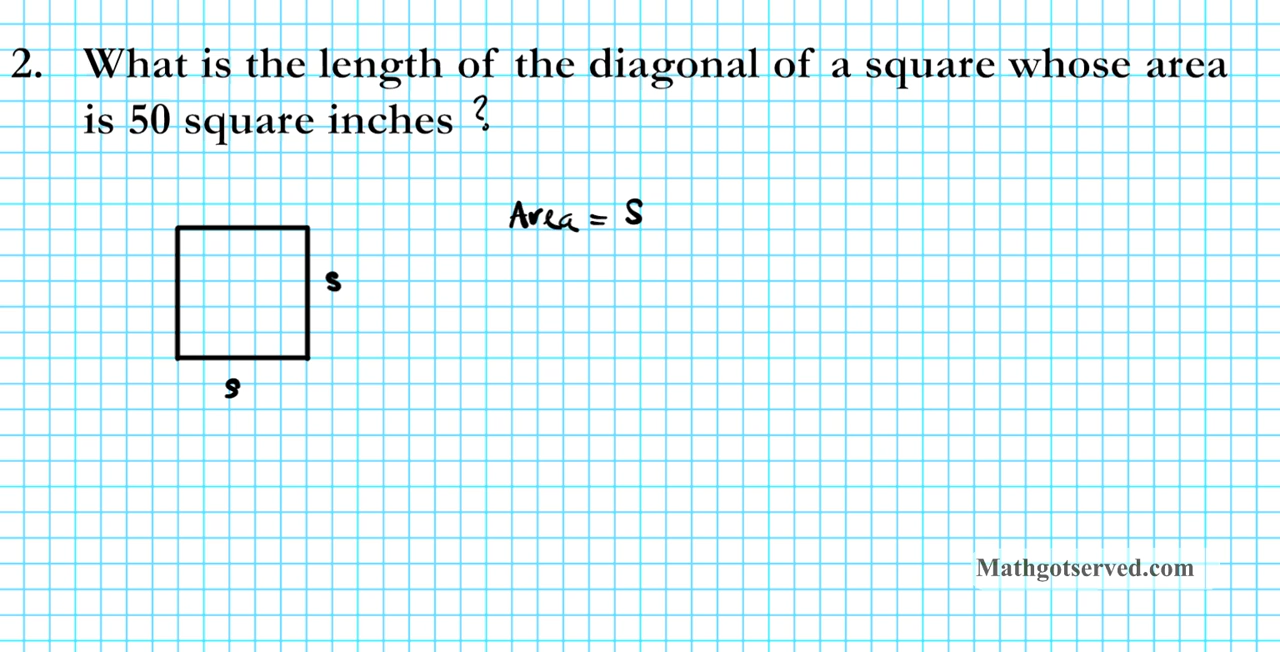 2. What is the length of the diagonal of a square whose area
is 50 square inches ?
Area = S
s
s
Mathgotserved.com